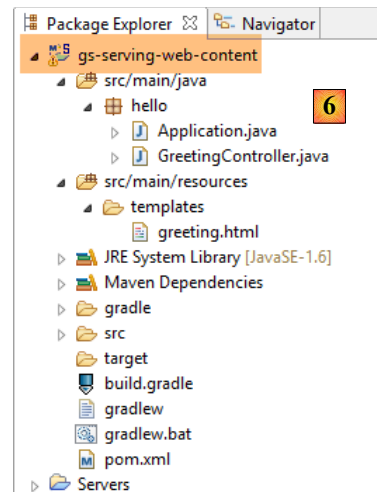 Package Explorer Navigator
gs-serving-web-content
src/main/java
hello
6
Application.java
GreetingController.java
src/main/resources
templates
greeting.html
JRE System Library [JavaSE-1.6]
Maven Dependencies
gradle
src
target
build.gradle
gradlew
gradlew.bat
pom.xml
Servers